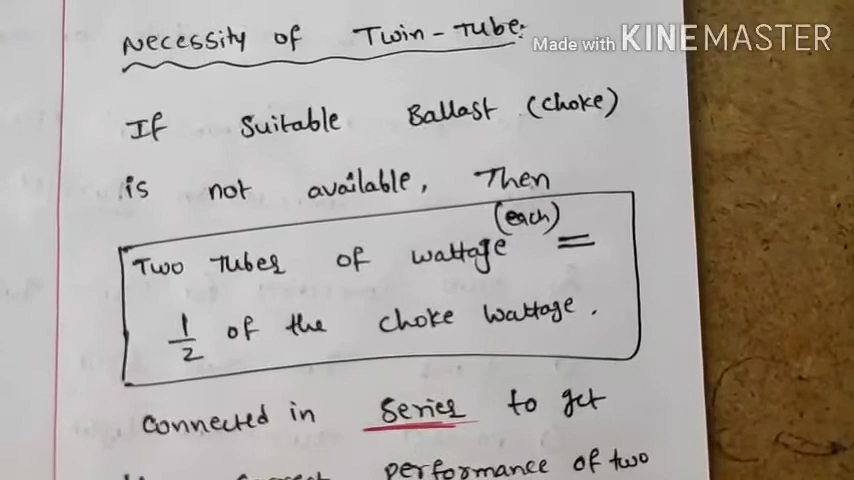 Necessity of Twin-tube:
Made with KINEMASTER
If Suitable Ballast (choke)
is not available, Then
(each)
Two tubes of wattage =
1/2 of the choke wattage.
connected in series to get
performance of two